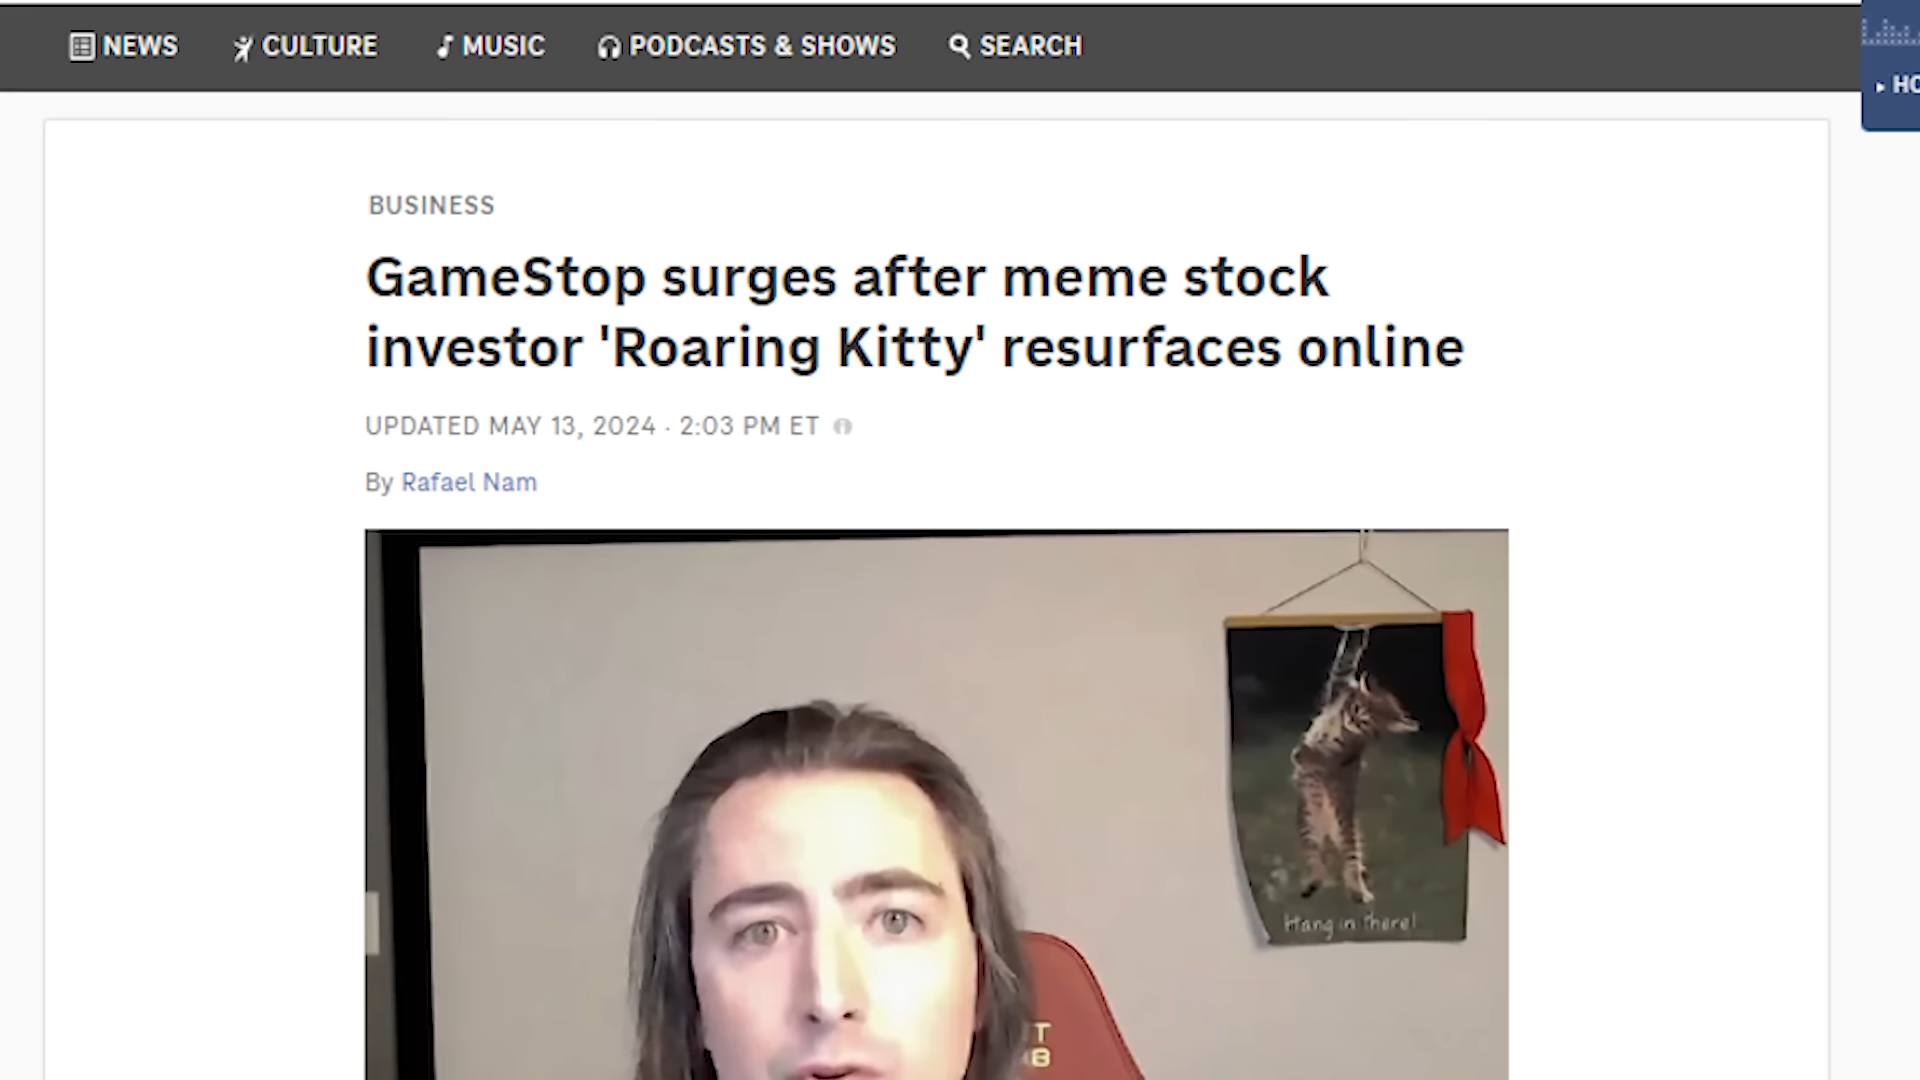 NEWS
CULTURE
MUSIC
PODCASTS & SHOWS
SEARCH
BUSINESS
GameStop surges after meme stock
investor 'Roaring Kitty' resurfaces online
UPDATED MAY 13, 2024 · 2:03 PM ET
By Rafael Nam
Hang in there!